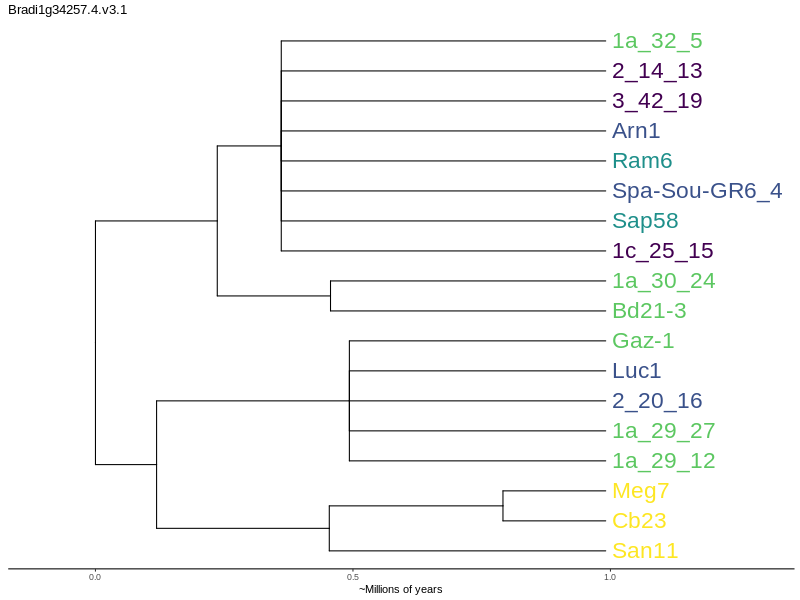 Bradi1g34257.4.v3.1
1a_32_5
2_14_13
3_42_19
Arn1
Ram6
Spa-Sou-GR6_4
Sap58
1c_25_15
1a_30_24
Bd21-3
Gaz-1
Luc1
2_20_16
1a_29_27
1a_29_12
Meg7
Cb23
San11
0.0 0.5 1.0
~Millions of years